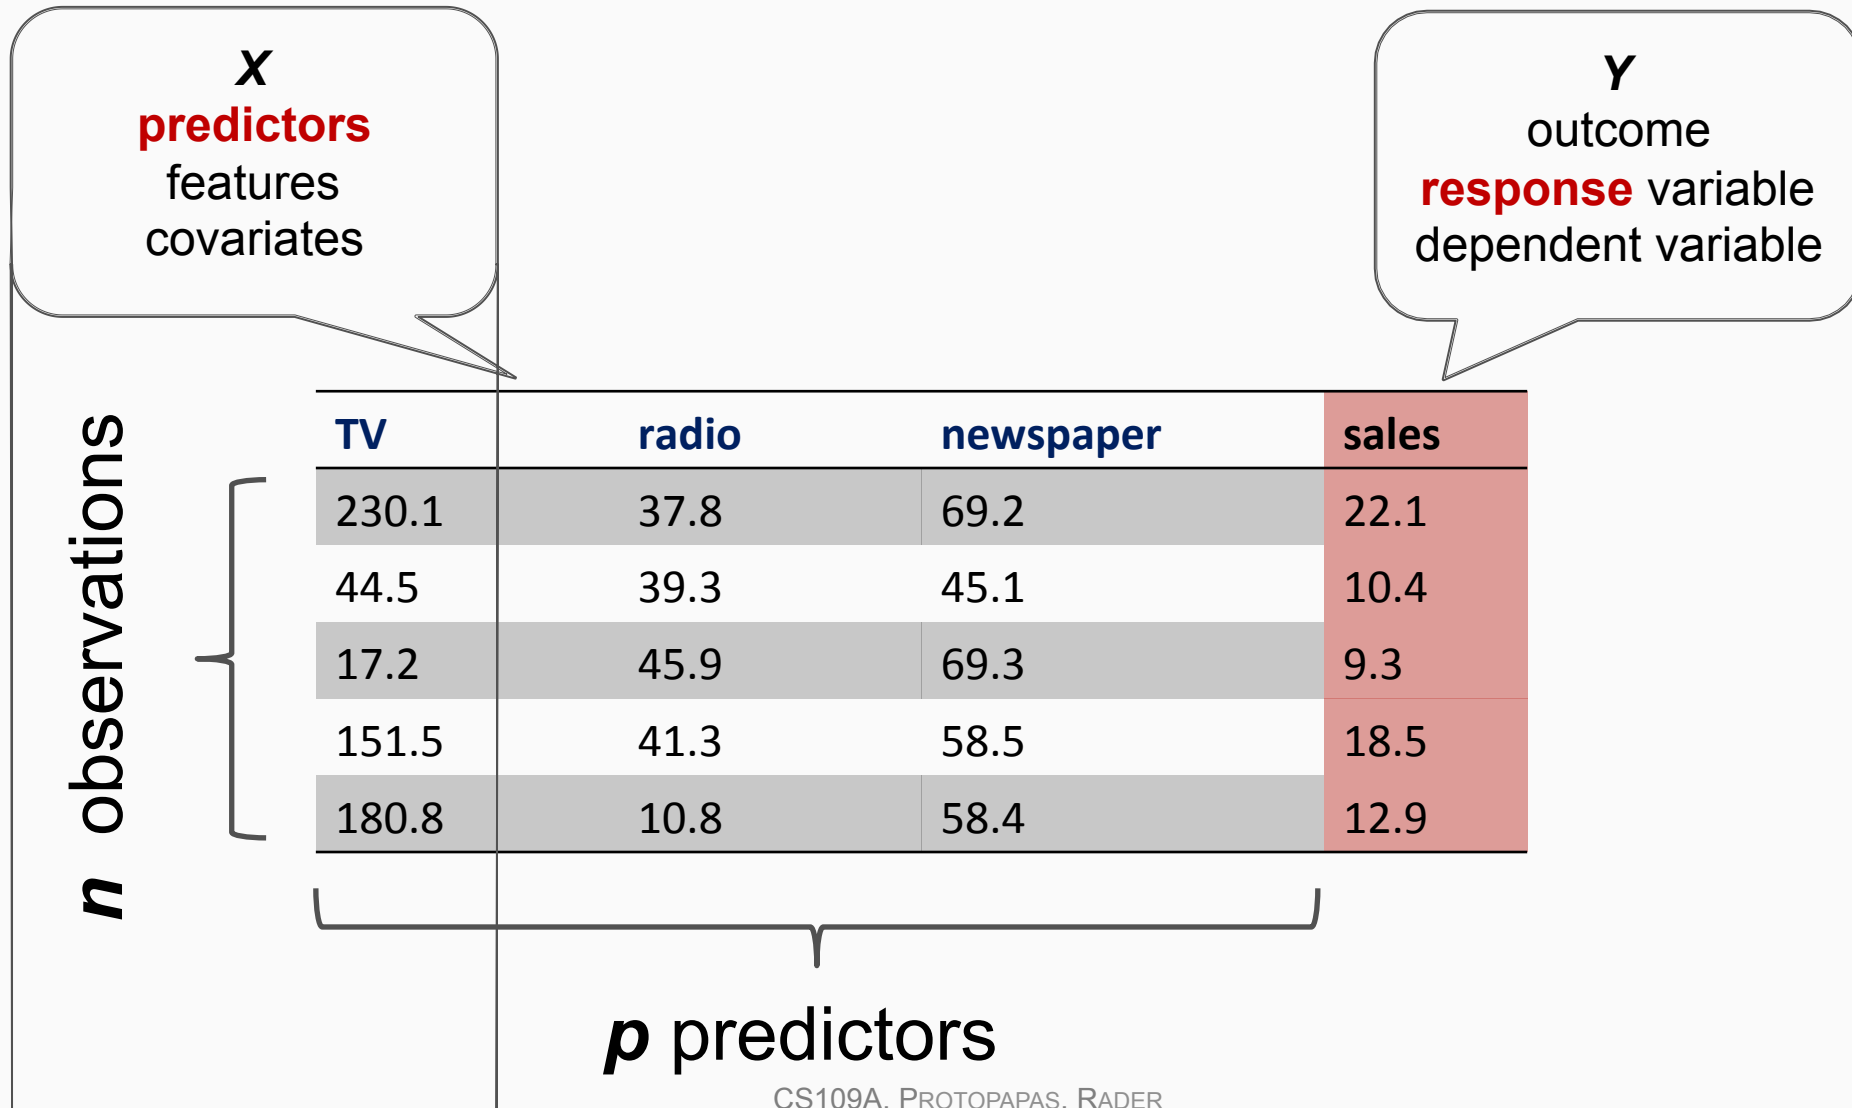 X
predictors
features
covariates
Y
outcome
response variable
dependent variable
n observations
TV radio newspaper sales
230.1 37.8 69.2 22.1
44.5 39.3 45.1 10.4
17.2 45.9 69.3 9.3
151.5 41.3 58.5 18.5
180.8 10.8 58.4 12.9
p predictors
CS109A, PROTOPAPAS, RADER